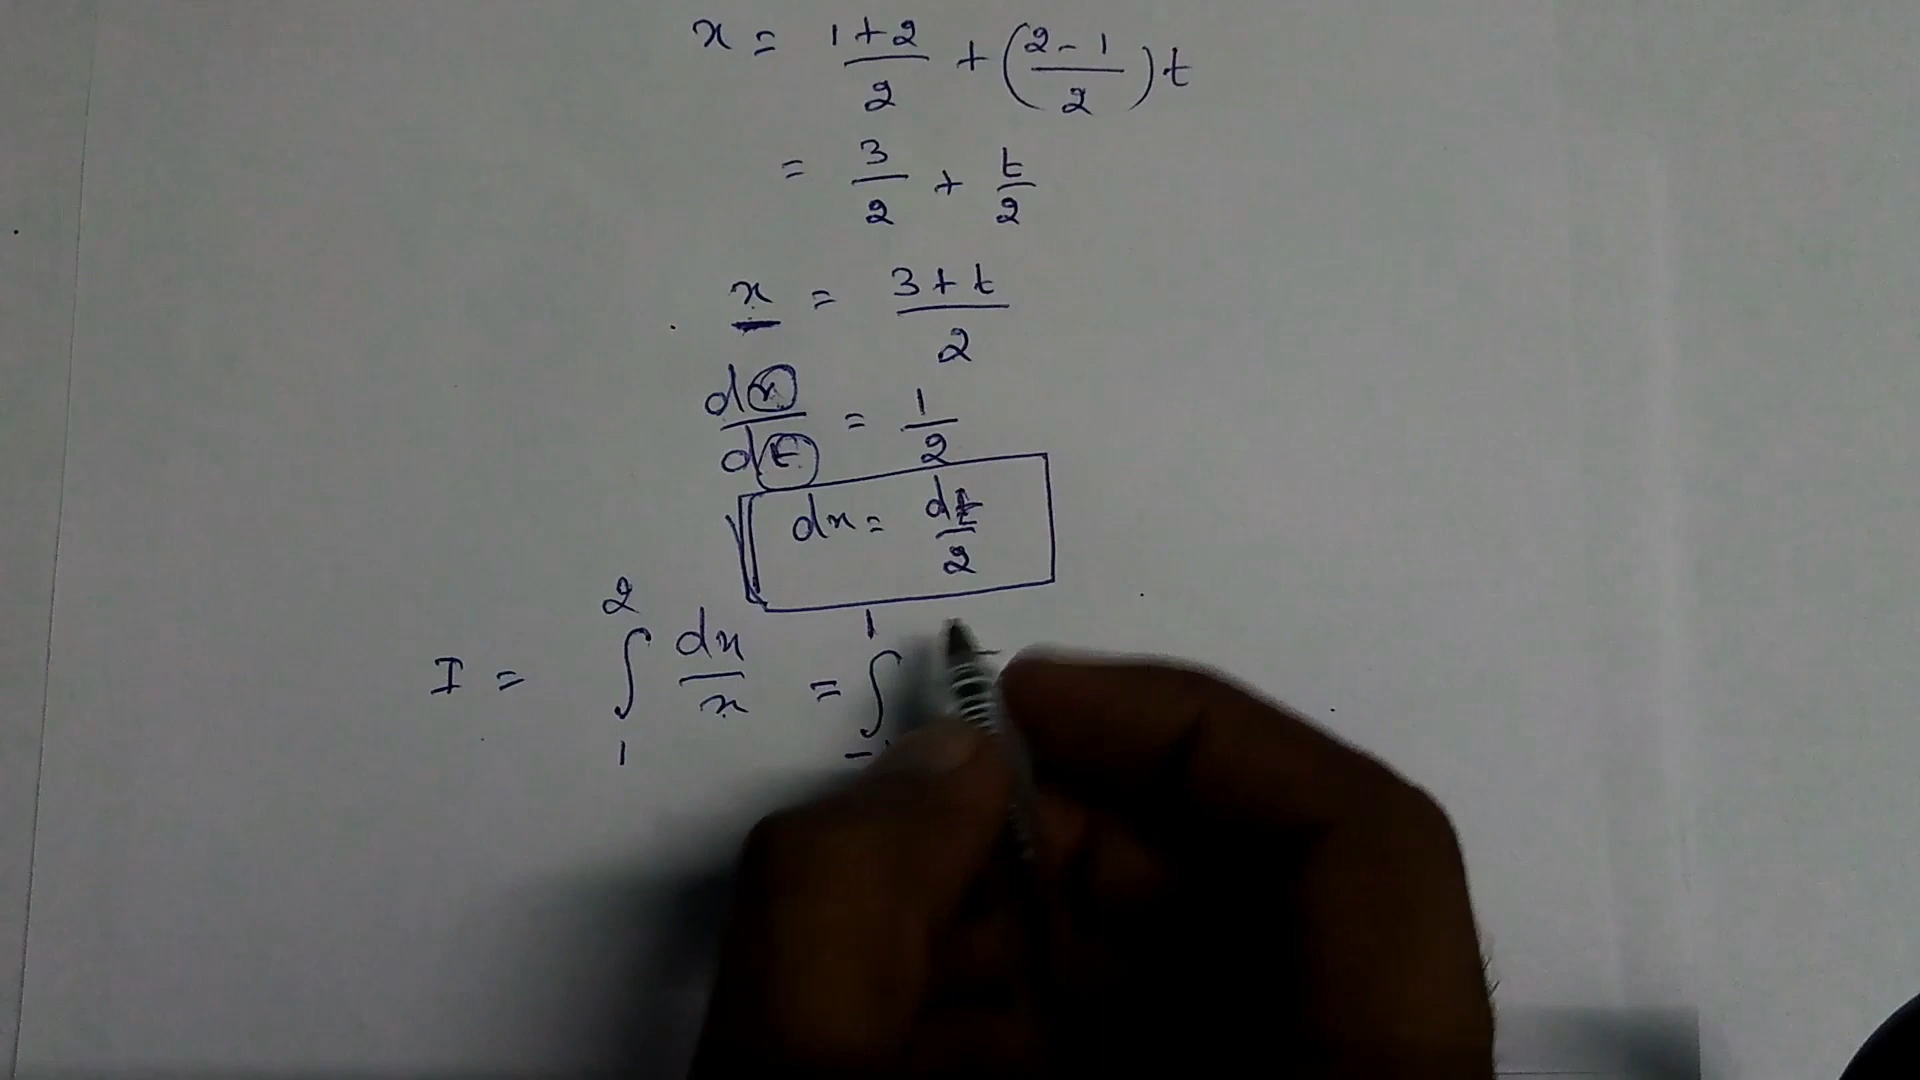 x = 1+2/2 + (2-1/2)t
= 3/2 + t/2
x = 3+t/2
dx/dt = 1/2
dx = dt/2
I = ∫₁² dx/x = ∫₋₁¹